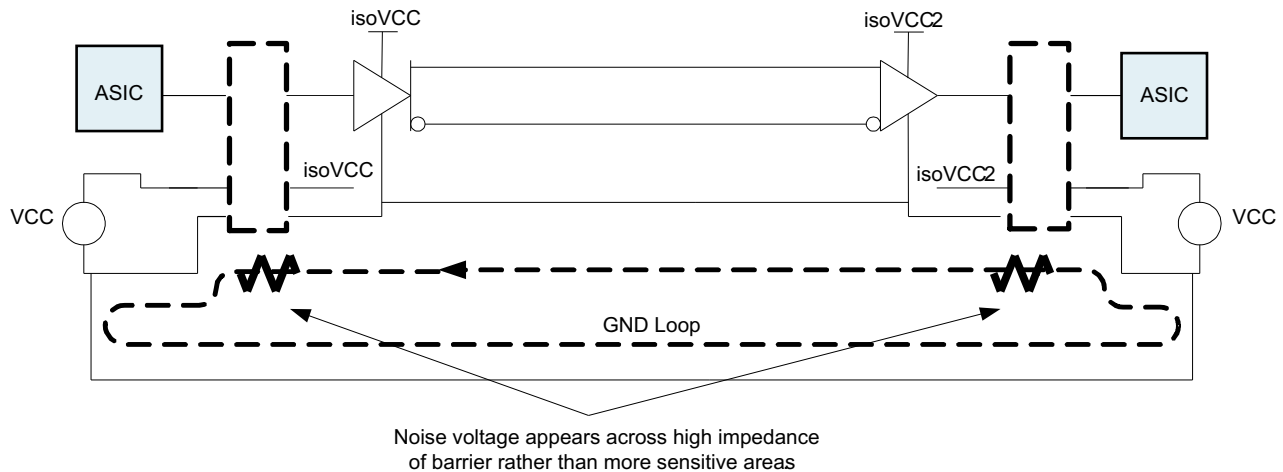 isoVCC
isoVCC2
ASIC
ASIC
isoVCC
isoVCC2
VCC
VCC
GND Loop
Noise voltage appears across high impedance
of barrier rather than more sensitive areas